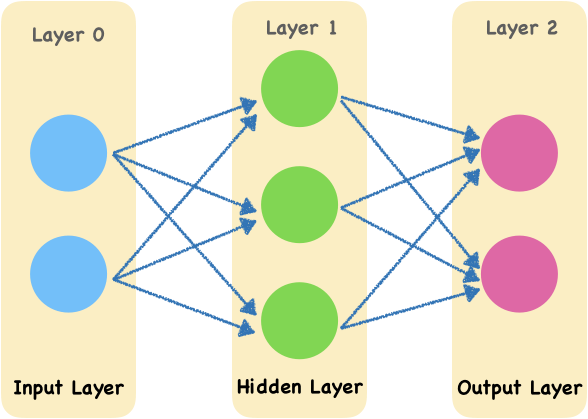 Layer 0
Layer 1
Layer 2
Input Layer
Hidden Layer
Output Layer